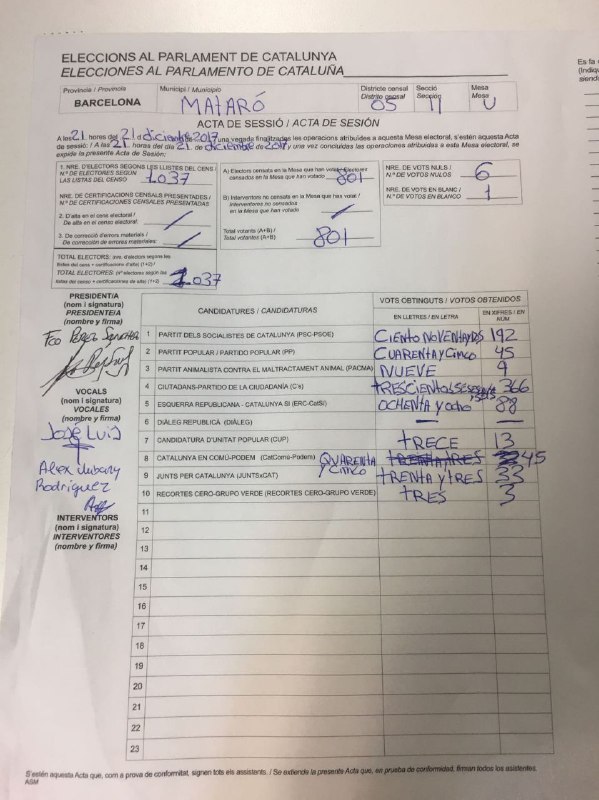 ELECCIONS AL PARLAMENT DE CATALUNYA
ELECCIONES AL PARLAMENTO DE CATALUÑA
Província / Provincia Municipi / Municipio Districte censal Secció Mesa
Distrito censal Sección Mesa
BARCELONA MATARÓ 05 11 U
ACTA DE SESSIÓ / ACTA DE SESIÓN
A les 21 hores del 21 d diciembre 2017, una vegada finalitzades les operacions atribuïdes a aquesta Mesa electoral, s'estén aquesta Acta
de sessió: / A las 21 horas del día 21 de diciembre de 2017, una vez concluidas las operaciones atribuidas a esta Mesa electoral, se
expide la presente Acta de Sesión:
1. NRE. D'ELECTORS SEGONS LES LLISTES DEL CENS /
N.º DE ELECTORES SEGÚN
LAS LISTAS DEL CENSO 1.037
NRE. DE CERTIFICACIONS CENSALS PRESENTADES /
N.º DE CERTIFICACIONES CENSALES PRESENTADAS
2. D'alta en el cens electoral /
De alta en el censo electoral:
3. De correcció d'errors materials /
De corrección de errores materiales:
TOTAL ELECTORS: (nre. d'electors segons les
llistes del cens + certificacions d'alta) (1+2) /
TOTAL ELECTORES: (Nº electores según las
listas del censo + certificaciones de alta) (1+2) 1.037
A) Electors censats en la Mesa que han votat / Electores
censados en la Mesa que han votado 801
B) Interventors no censats en la Mesa que has votat /
Interventores no censados
en la Mesa que han votado
Total votants (A+B) /
Total votantes (A+B) 801
NRE. DE VOTS NULS /
N.º DE VOTOS NULOS 6
NRE. DE VOTS EN BLANC /
N.º DE VOTOS EN BLANCO 1
PRESIDENT/A
(nom i signatura)
PRESIDENTE/A
(nombre y firma)
Fco Pérez
VOCALS
(nom i signatura)
VOCALES
(nombre y firma)
José Luis
Alex
Rodríguez
INTERVENTORS
(nom i signatura)
INTERVENTORES
(nombre y firma)
CANDIDATURES / CANDIDATURAS
VOTS OBTINGUTS / VOTOS OBTENIDOS
EN LLETRES / EN LETRA
EN XIFRES / EN
NÚM
1 PARTIT DELS SOCIALISTES DE CATALUNYA (PSC-PSOE) CIENTO NOVENTA Y DOS 192
2 PARTIT POPULAR / PARTIDO POPULAR (PP) CUARENTA y CINCO 45
3 PARTIT ANIMALISTA CONTRA EL MALTRACTAMENT ANIMAL (PACMA) NUEVE 9
4 CIUTADANS-PARTIDO DE LA CIUDADANÍA (C's) tRESCIENtOS SESENTA y SEIS 366
5 ESQUERRA REPUBLICANA - CATALUNYA SÍ (ERC-CatSí) OCHENTA y ocho 88
6 DIÀLEG REPUBLICÀ (DIÀLEG) — —
7 CANDIDATURA D'UNITAT POPULAR (CUP) tRECE 13
8 CATALUNYA EN COMÚ-PODEM (CatComú-Podem) QUARENTA y CINCO tRENTA y tRES 33 45
9 JUNTS PER CATALUNYA (JUNTSxCAT) tRENtA y tRES 33
10 RECORTES CERO-GRUPO VERDE (RECORTES CERO-GRUPO VERDE) tRES 3
11
12
13
14
15
16
17
18
19
20
21
22
23
S'estén aquesta Acta que, com a prova de conformitat, signen tots els assistents. / Se extiende la presente Acta que, en prueba de conformidad, firman todos los asistentes.
ASM
Es fa
(Indiqu
send